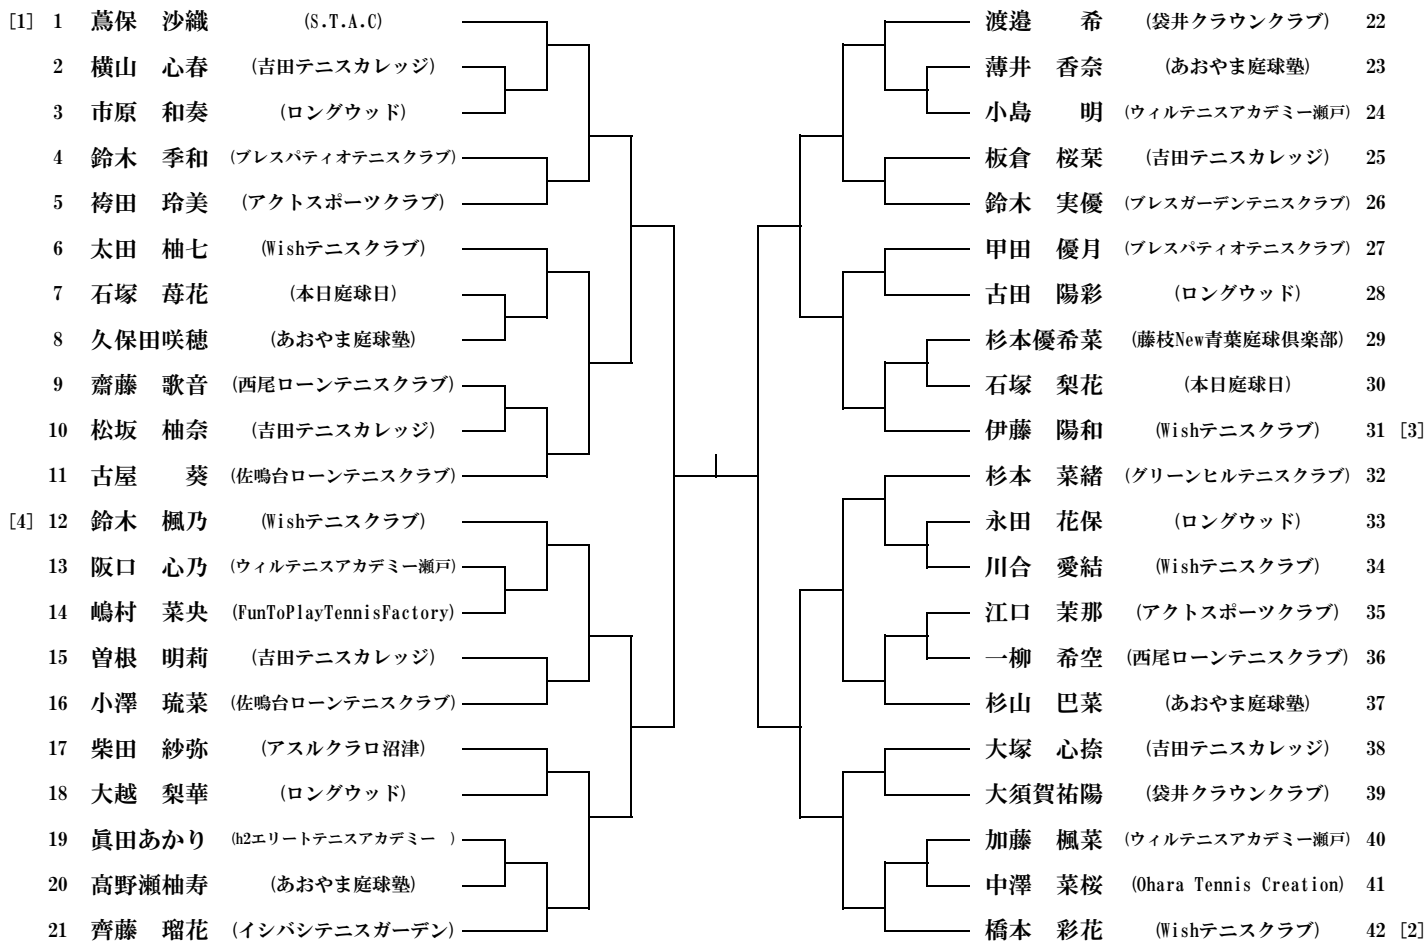 [1] 1 蔦保 沙織 (S.T.A.C)
2 横山 心春 (吉田テニスカレッジ)
3 市原 和奏 (ロングウッド)
4 鈴木 季和 (ブレスパティオテニスクラブ)
5 袴田 玲美 (アクトスポーツクラブ)
6 太田 柚七 (Wishテニスクラブ)
7 石塚 苺花 (本日庭球日)
8 久保田咲穂 (あおやま庭球塾)
9 齋藤 歌音 (西尾ローンテニスクラブ)
10 松坂 柚奈 (吉田テニスカレッジ)
11 古屋 葵 (佐鳴台ローンテニスクラブ)
[4] 12 鈴木 楓乃 (Wishテニスクラブ)
13 阪口 心乃 (ウィルテニスアカデミー瀬戸)
14 嶋村 菜央 (FunToPlayTennisFactory)
15 曽根 明莉 (吉田テニスカレッジ)
16 小澤 琉菜 (佐鳴台ローンテニスクラブ)
17 柴田 紗弥 (アスルクラロ沼津)
18 大越 梨華 (ロングウッド)
19 眞田あかり (h2エリートテニスアカデミー )
20 髙野瀬柚寿 (あおやま庭球塾)
21 齊藤 瑠花 (イシバシテニスガーデン)
渡邉 希 (袋井クラウンクラブ) 22
薄井 香奈 (あおやま庭球塾) 23
小島 明 (ウィルテニスアカデミー瀬戸) 24
板倉 桜栞 (吉田テニスカレッジ) 25
鈴木 実優 (ブレスガーデンテニスクラブ) 26
甲田 優月 (ブレスパティオテニスクラブ) 27
古田 陽彩 (ロングウッド) 28
杉本優希菜 (藤枝New青葉庭球倶楽部) 29
石塚 梨花 (本日庭球日) 30
伊藤 陽和 (Wishテニスクラブ) 31 [3]
杉本 菜緒 (グリーンヒルテニスクラブ) 32
永田 花保 (ロングウッド) 33
川合 愛結 (Wishテニスクラブ) 34
江口 茉那 (アクトスポーツクラブ) 35
一柳 希空 (西尾ローンテニスクラブ) 36
杉山 巴菜 (あおやま庭球塾) 37
大塚 心捺 (吉田テニスカレッジ) 38
大須賀祐陽 (袋井クラウンクラブ) 39
加藤 楓菜 (ウィルテニスアカデミー瀬戸) 40
中澤 菜桜 (Ohara Tennis Creation) 41
橋本 彩花 (Wishテニスクラブ) 42 [2]